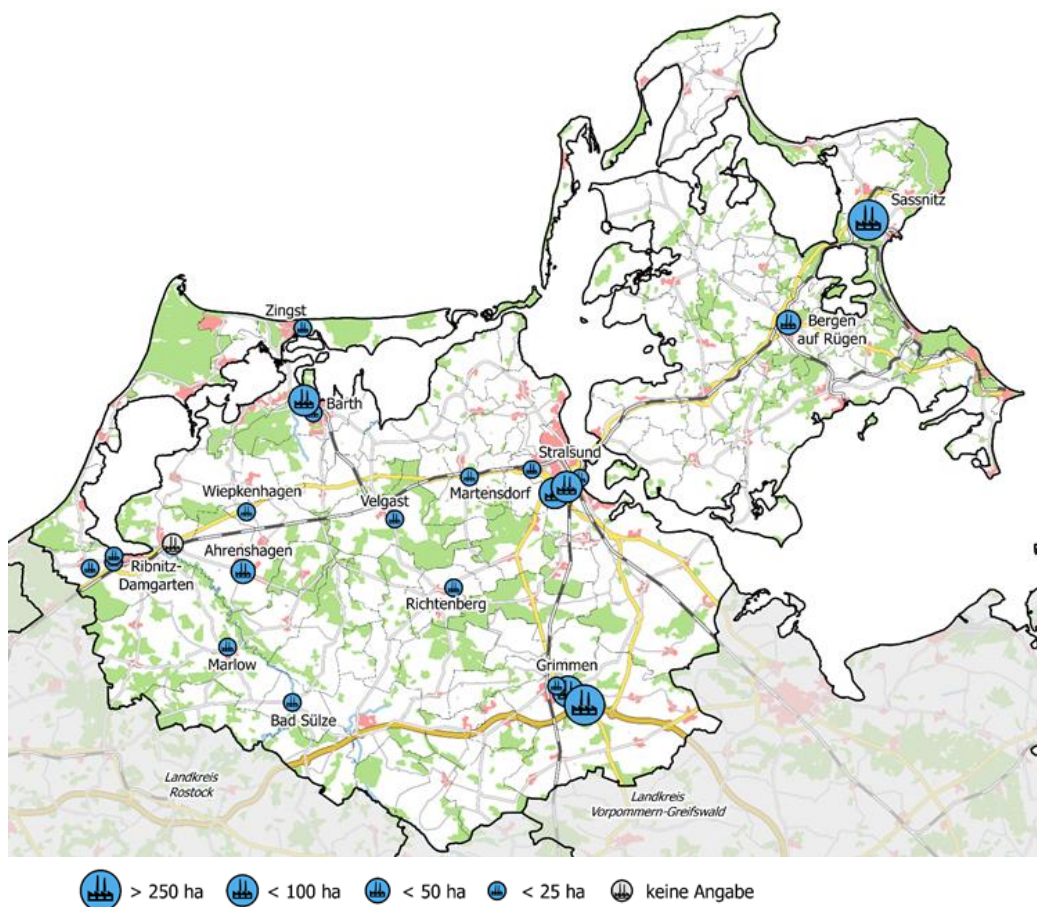 Sassnitz
Zingst
Bergen
auf Rügen
Barth
Stralsund
Wiepkenhagen
Velgast
Martensdorf
Ribnitz-
Damgarten
Ahrenshagen
Richtenberg
Marlow
Grimmen
Bad Sülze
Landkreis
Rostock
Landkreis
Vorpommern-Greifswald
> 250 ha
< 100 ha
< 50 ha
< 25 ha
keine Angabe